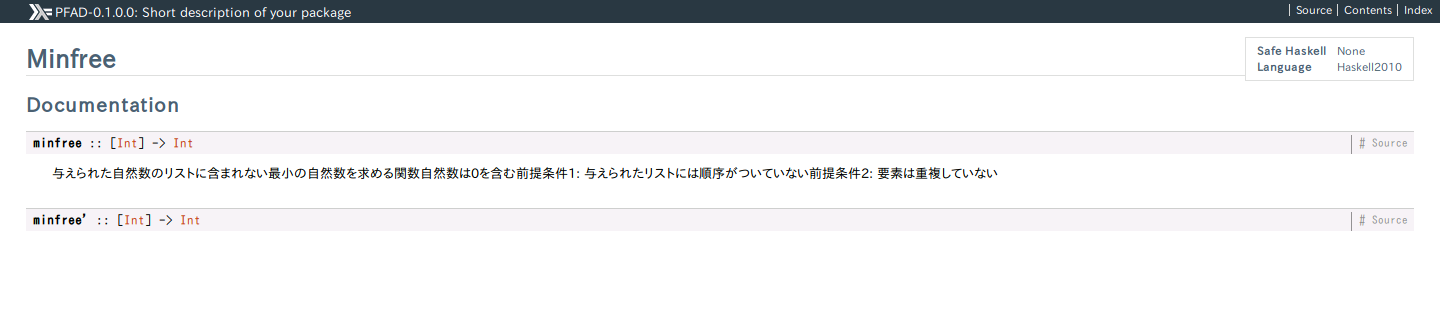 PFAD-0.1.0.0: Short description of your package | Source | Contents | Index
Minfree
Safe Haskell None
Language Haskell2010
Documentation
minfree :: [Int] -> Int | # Source
与えられた自然数のリストに含まれない最小の自然数を求める関数自然数は0を含む前提条件1: 与えられたリストには順序がついていない前提条件2: 要素は重複していない
minfree' :: [Int] -> Int | # Source